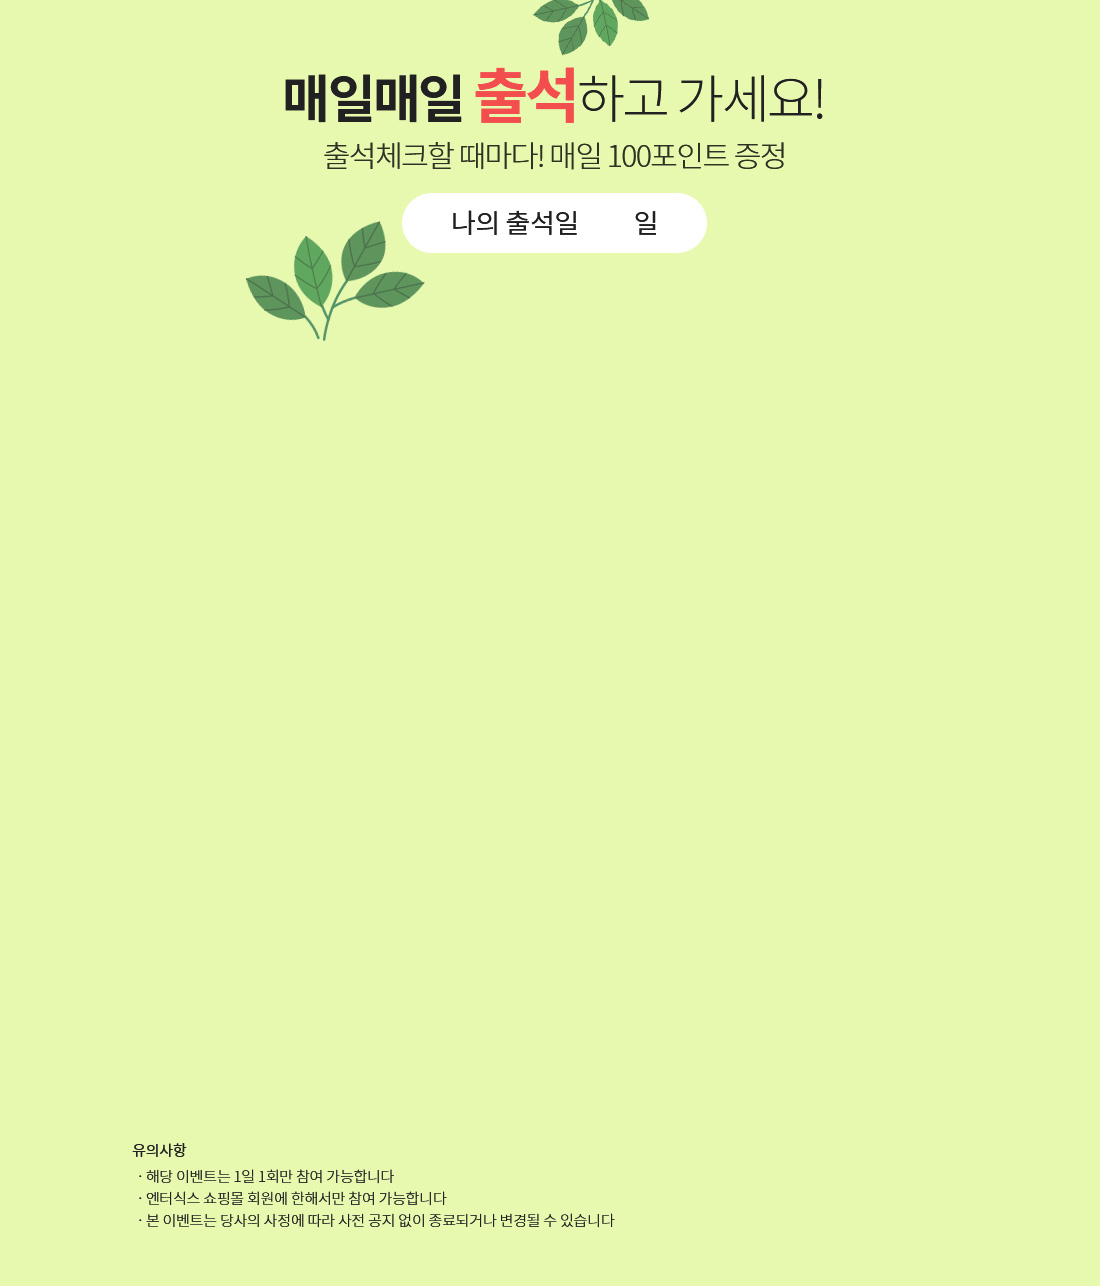 매일매일 출석하고 가세요!
출석체크할 때마다! 매일 100포인트 증정
나의 출석일 일
유의사항
· 해당 이벤트는 1일 1회만 참여 가능합니다
· 엔터식스 쇼핑몰 회원에 한해서만 참여 가능합니다
· 본 이벤트는 당사의 사정에 따라 사전 공지 없이 종료되거나 변경될 수 있습니다